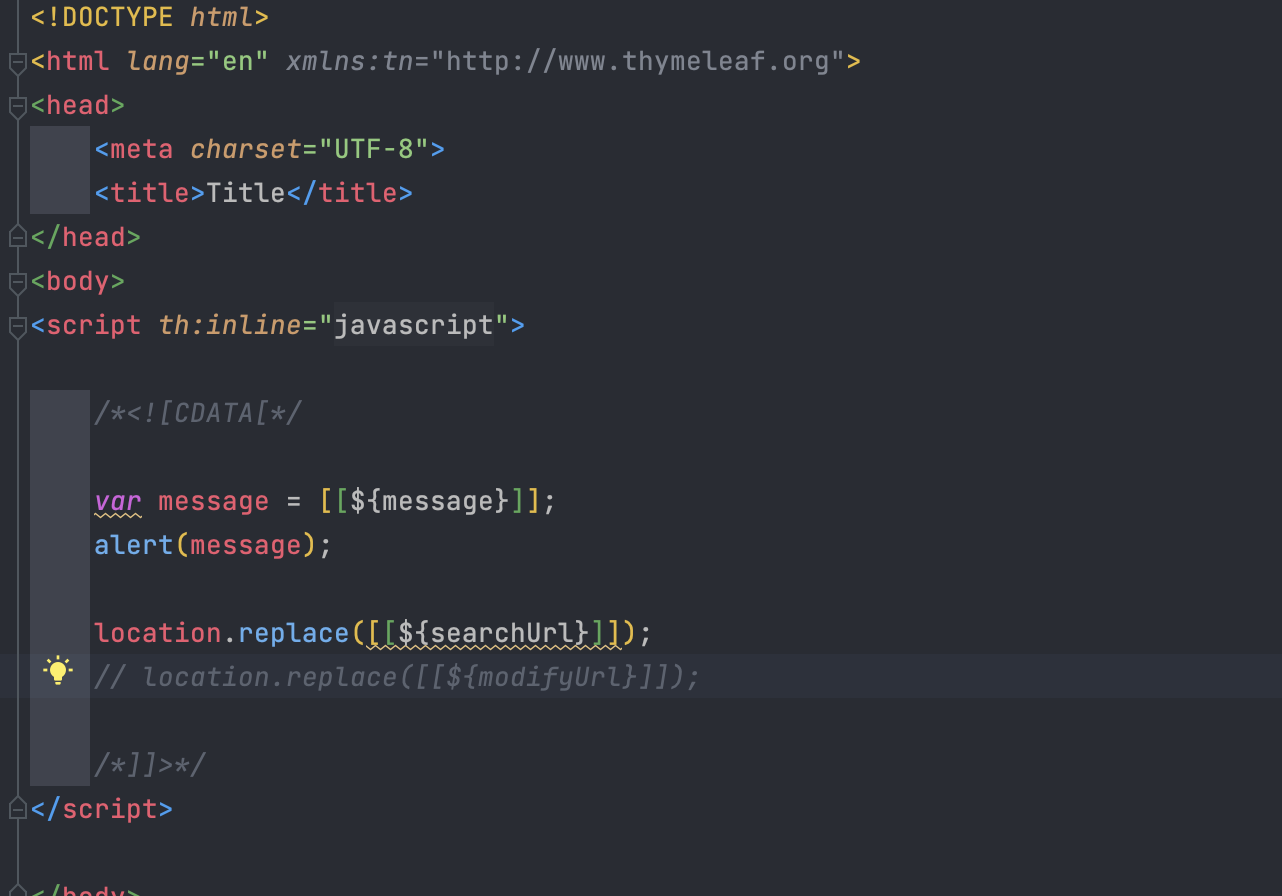 <!DOCTYPE html>
<html lang="en" xmlns:tn="http://www.thymeleaf.org">
<head>
<meta charset="UTF-8">
<title>Title</title>
</head>
<body>
<script th:inline="javascript">
/*<![CDATA[*/
var message = [[${message}]];
alert(message);
location.replace([[${searchUrl}]]);
// location.replace([[${modifyUrl}]]);
/*]]>*/
</script>
</body>